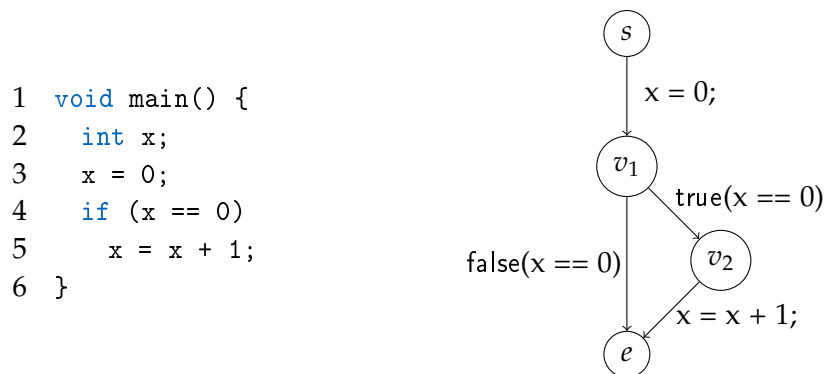 1 void main() {
2   int x;
3   x = 0;
4   if (x == 0)
5     x = x + 1;
6 }
s
x = 0;
v1
true(x == 0)
false(x == 0)
v2
x = x + 1;
e